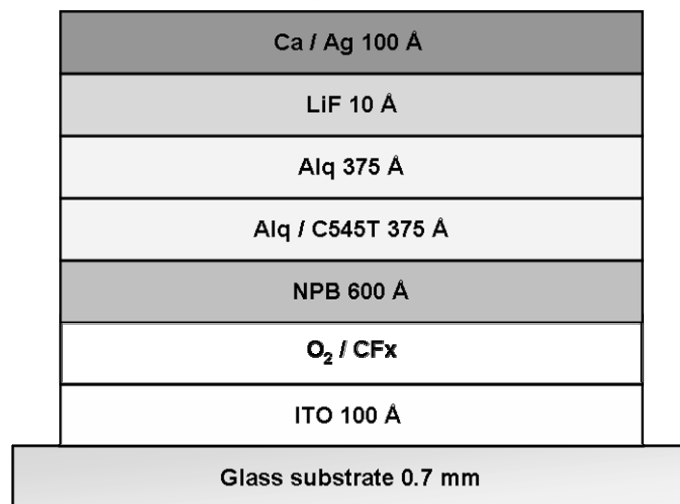 Ca / Ag 100 Å
LiF 10 Å
Alq 375 Å
Alq / C545T 375 Å
NPB 600 Å
O₂ / CFx
ITO 100 Å
Glass substrate 0.7 mm